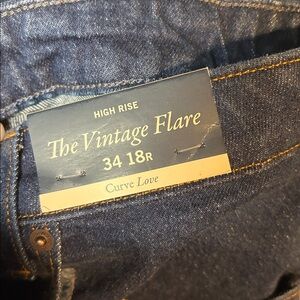 HIGH RISE
The Vintage Flare
34 18R
Curve Love